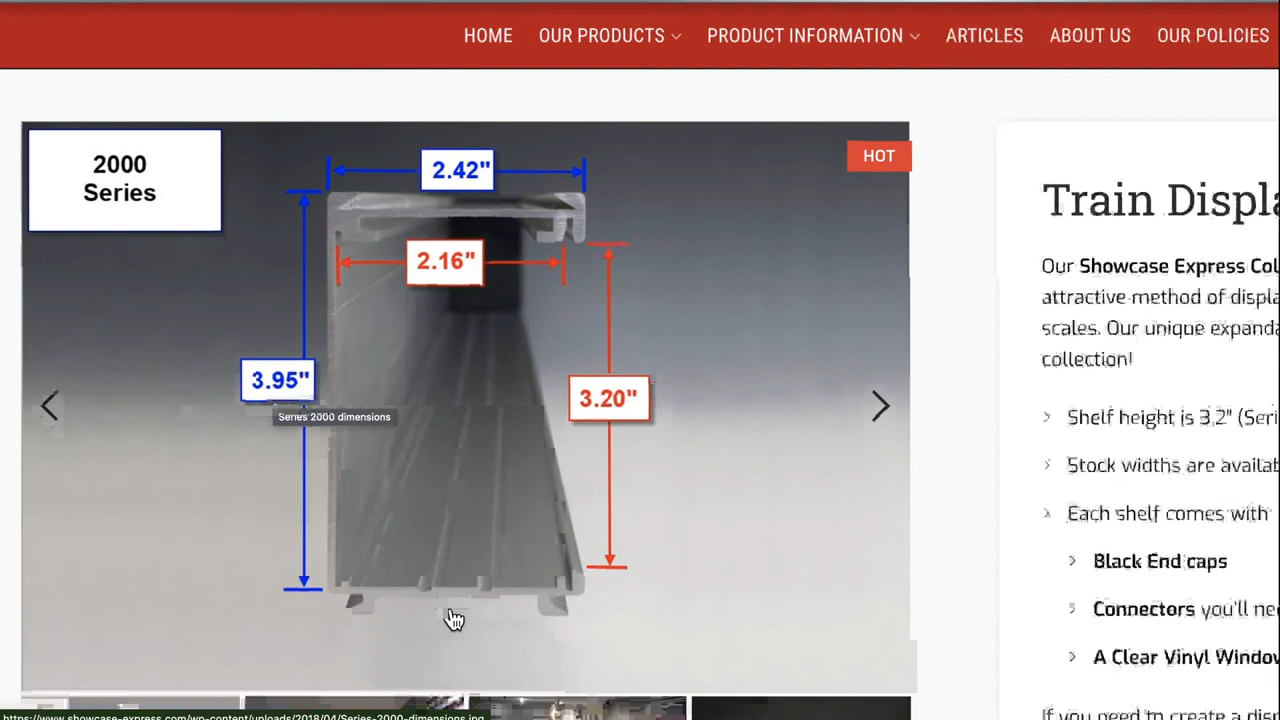 HOME OUR PRODUCTS PRODUCT INFORMATION ARTICLES ABOUT US OUR POLICIES
2000
Series
HOT
2.42"
2.16"
3.95"
3.20"
Series 2000 dimensions
Train Displa
Our Showcase Express Col
attractive method of displa
scales. Our unique expanda
collection!
Shelf height is 3.2" (Seri
Stock widths are availab
Each shelf comes with
Black End caps
Connectors you'll nee
A Clear Vinyl Window
If you need to create a disp
https://www.showcase-express.com/wp-content/uploads/2018/04/Series-2000-dimensions.jpg